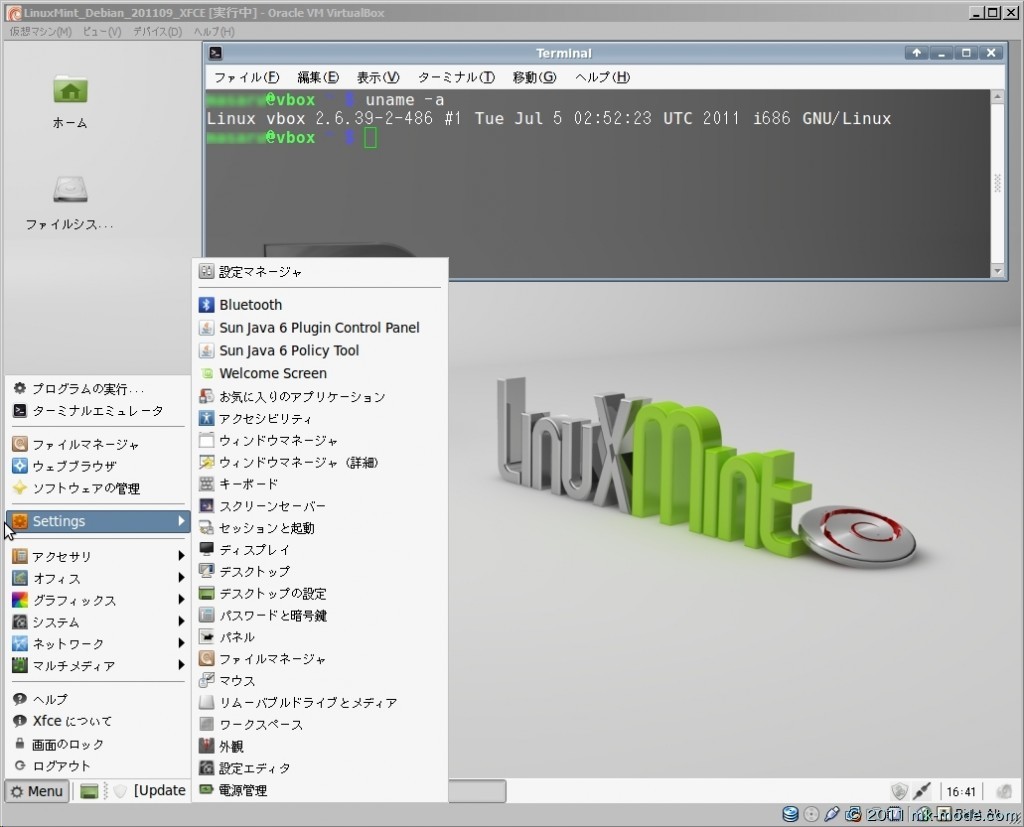 LinuxMint_Debian_201109_XFCE [実行中] - Oracle VM VirtualBox
仮想マシン(M) ビュー(V) デバイス(D) ヘルプ(H)
ホーム
ファイルシス...
Terminal
ファイル(F) 編集(E) 表示(V) ターミナル(T) 移動(G) ヘルプ(H)
@vbox ~ $ uname -a
Linux vbox 2.6.39-2-486 #1 Tue Jul 5 02:52:23 UTC 2011 i686 GNU/Linux
@vbox ~ $
プログラムの実行...
ターミナルエミュレータ
ファイルマネージャ
ウェブブラウザ
ソフトウェアの管理
Settings
アクセサリ
オフィス
グラフィックス
システム
ネットワーク
マルチメディア
ヘルプ
Xfce について
画面のロック
ログアウト
設定マネージャ
Bluetooth
Sun Java 6 Plugin Control Panel
Sun Java 6 Policy Tool
Welcome Screen
お気に入りのアプリケーション
アクセシビリティ
ウィンドウマネージャ
ウィンドウマネージャ (詳細)
キーボード
スクリーンセーバー
セッションと起動
ディスプレイ
デスクトップ
デスクトップの設定
パスワードと暗号鍵
パネル
ファイルマネージャ
マウス
リムーバブルドライブとメディア
ワークスペース
外観
設定エディタ
電源管理
LinuxMint
Menu
[Update
16:41
2011 mk-mode.com